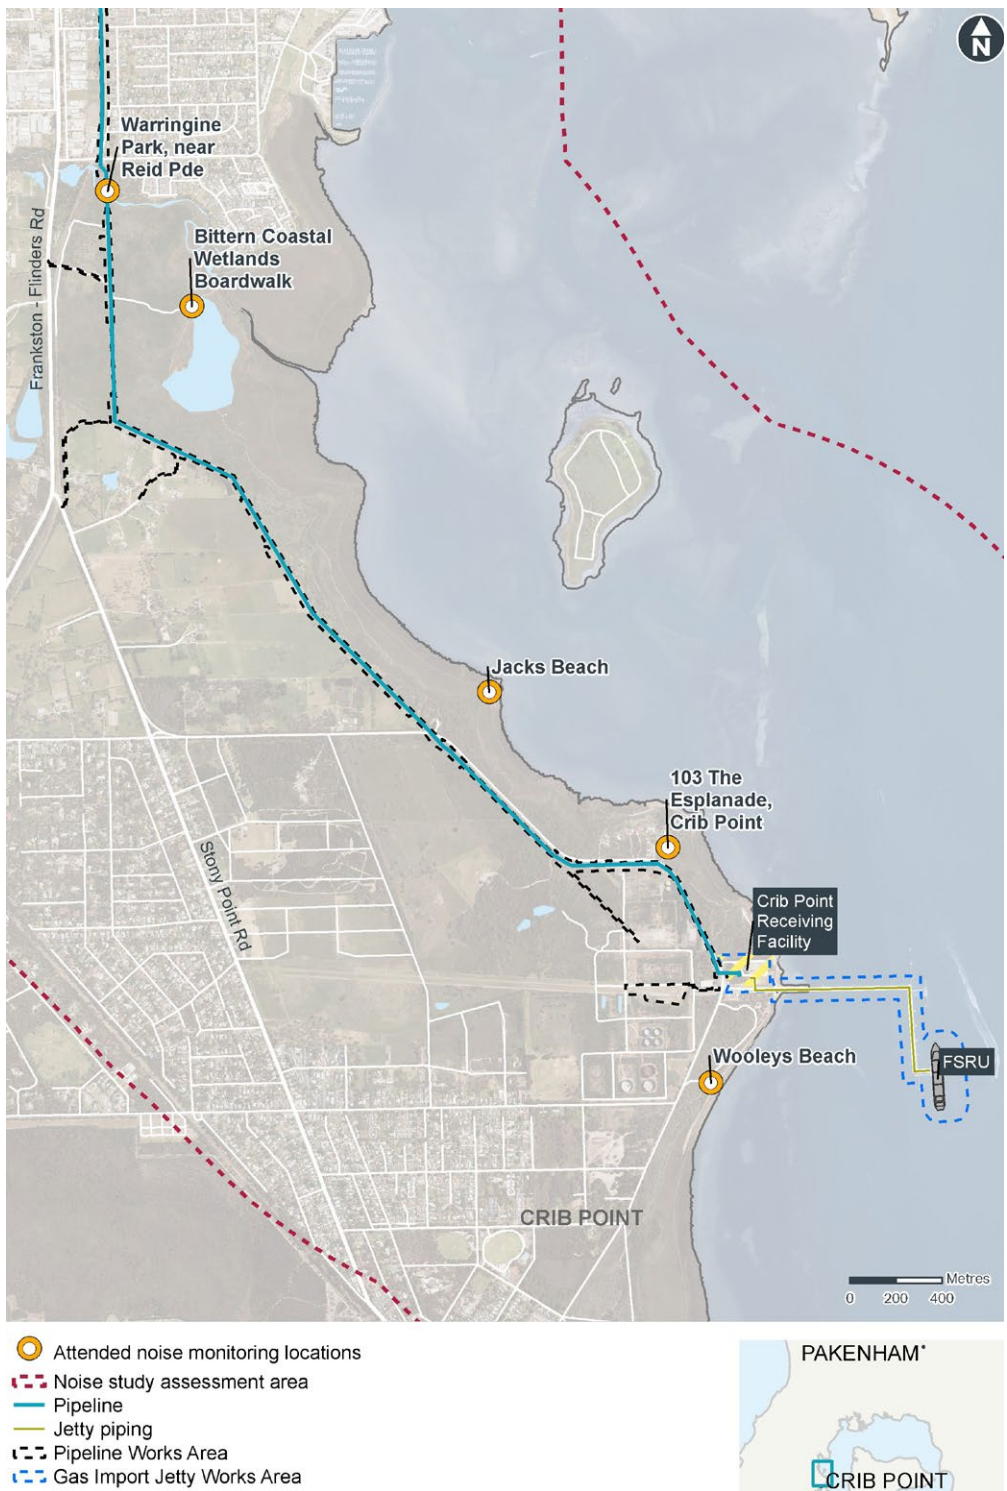 N
Warringine
Park, near
Reid Pde
Bittern Coastal
Wetlands
Boardwalk
Frankston - Flinders Rd
Jacks Beach
103 The
Esplanade,
Crib Point
Stony Point Rd
Crib Point
Receiving
Facility
FSRU
Wooleys Beach
CRIB POINT
Metres
0 200 400
Attended noise monitoring locations
Noise study assessment area
Pipeline
Jetty piping
Pipeline Works Area
Gas Import Jetty Works Area
PAKENHAM
CRIB POINT